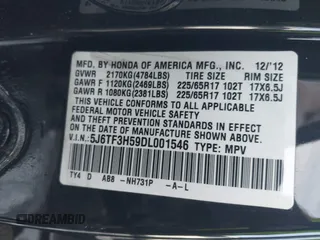 MFD. BY HONDA OF AMERICA MFG., INC. 12/'12
GVWR 2170KG(4784LBS) TIRE SIZE RIM SIZE
GAWR F 1120KG(2469LBS) 225/65R17 102T 17X6.5J
GAWR R 1080KG(2381LBS) 225/65R17 102T 17X6.5J
THIS VEHICLE CONFORMS TO ALL APPLICABLE
FEDERAL MOTOR VEHICLE SAFETY AND THEFT
PREVENTION STANDARDS IN EFFECT ON THE DATE
OF MANUFACTURE SHOWN ABOVE.
V.I.N.: 5J6TF3H59DL001546 TYPE: MPV
TY4 D ABB -NH731P -A-L
© DREAMBID